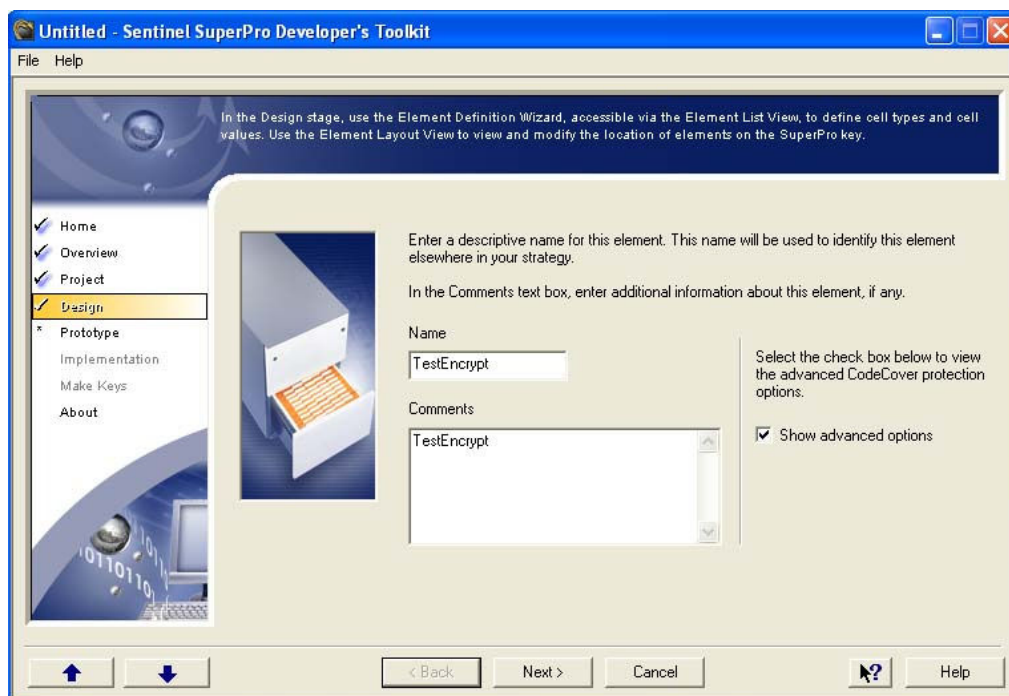 Untitled - Sentinel SuperPro Developer's Toolkit
File Help
In the Design stage, use the Element Definition Wizard, accessible via the Element List View, to define cell types and cell
values. Use the Element Layout View to view and modify the location of elements on the SuperPro key.
Home
Overview
Project
Design
* Prototype
Implementation
Make Keys
About
Enter a descriptive name for this element. This name will be used to identify this element
elsewhere in your strategy.
In the Comments text box, enter additional information about this element, if any.
Name
TestEncrypt
Comments
TestEncrypt
Select the check box below to view
the advanced CodeCover protection
options.
Show advanced options
10110110
101
1011
< Back
Next >
Cancel
?
Help